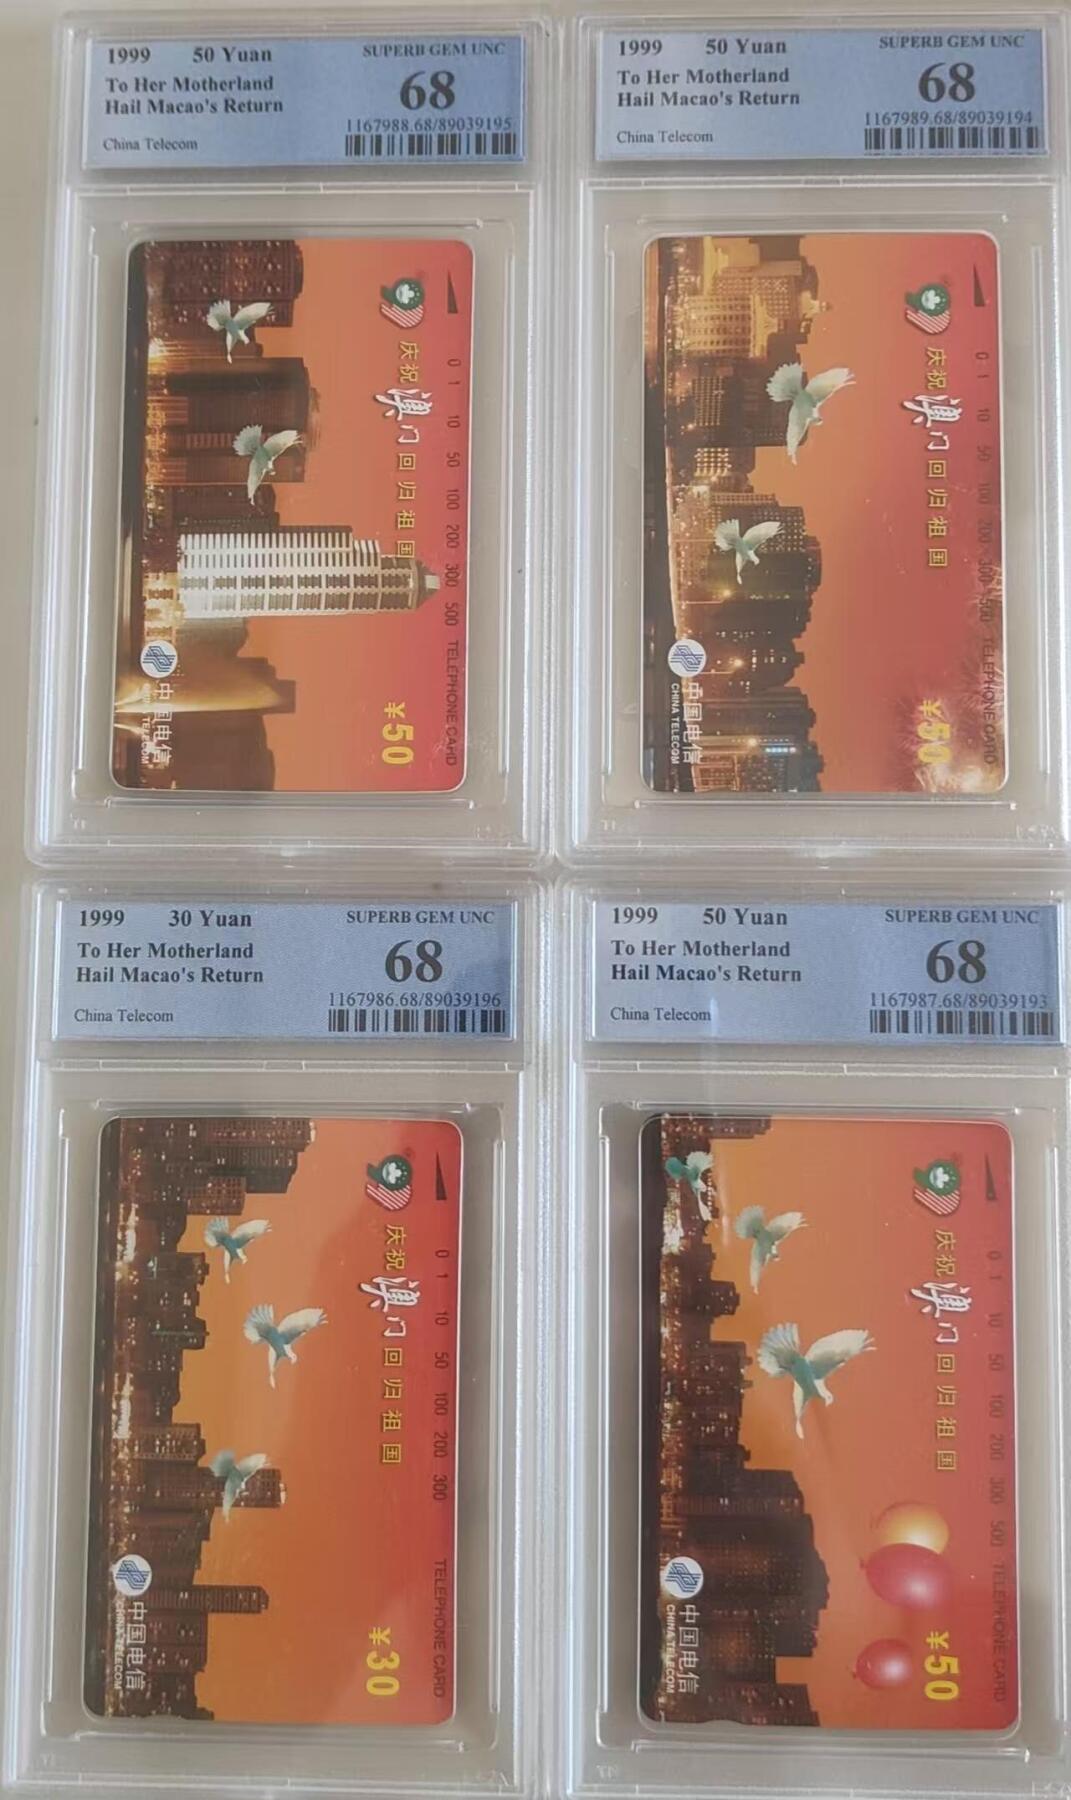 1999 50 Yuan SUPERB GEM UNC
To Her Motherland 68
Hail Macao's Return
1167988.68/89039195
China Telecom
庆祝澳门回归祖国
0 1 10 50 100 200 300 500 TELEPHONE CARD
¥50
中国电信
CHINA TELECOM
1999 50 Yuan SUPERB GEM UNC
To Her Motherland 68
Hail Macao's Return
1167989.68/89039194
China Telecom
庆祝澳门回归祖国
0 1 10 50 100 200 300 500 TELEPHONE CARD
¥50
中国电信
CHINA TELECOM
1999 30 Yuan SUPERB GEM UNC
To Her Motherland 68
Hail Macao's Return
1167986.68/89039196
China Telecom
庆祝澳门回归祖国
0 1 10 50 100 200 300 TELEPHONE CARD
¥30
中国电信
CHINA TELECOM
1999 50 Yuan SUPERB GEM UNC
To Her Motherland 68
Hail Macao's Return
1167987.68/89039193
China Telecom
庆祝澳门回归祖国
0 1 10 50 100 200 300 500 TELEPHONE CARD
¥50
中国电信
CHINA TELECOM